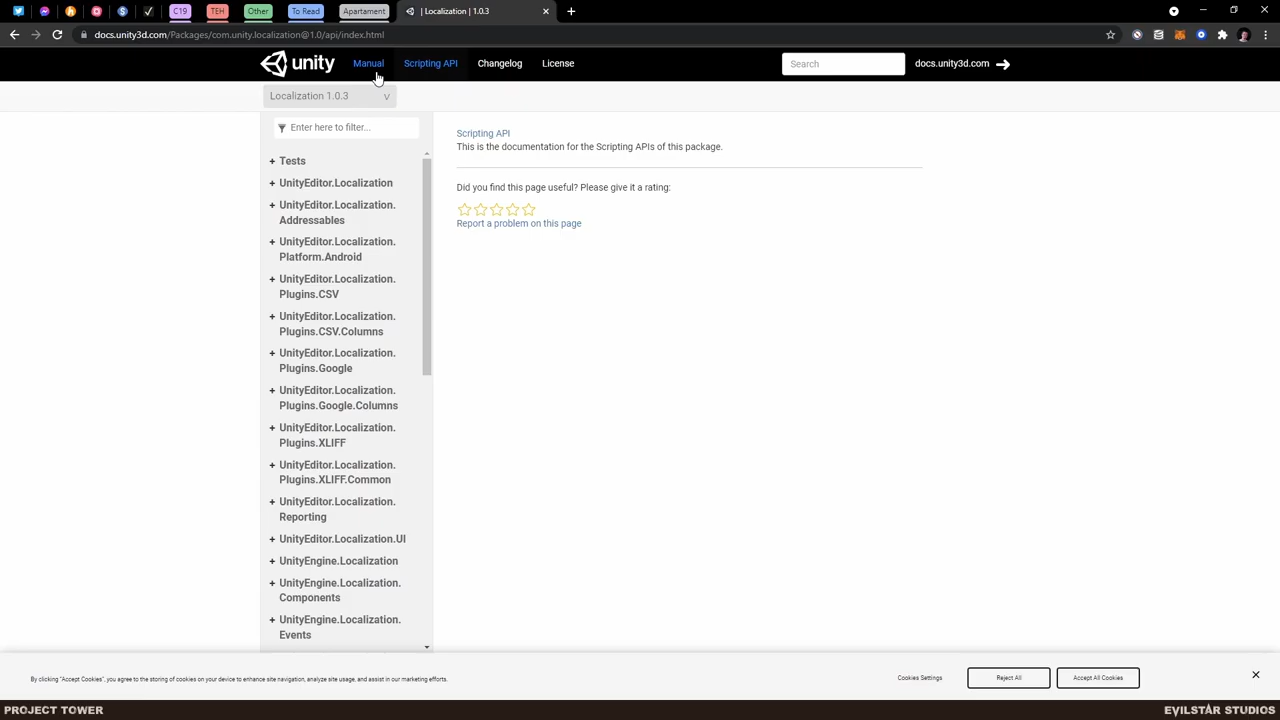 C19
TEH
Other
To Read
Apartament
| Localization | 1.0.3
docs.unity3d.com/Packages/com.unity.localization@1.0/api/index.html
unity
Manual
Scripting API
Changelog
License
Search
docs.unity3d.com
Localization 1.0.3
Enter here to filter...
+ Tests
+ UnityEditor.Localization
+ UnityEditor.Localization.
Addressables
+ UnityEditor.Localization.
Platform.Android
+ UnityEditor.Localization.
Plugins.CSV
+ UnityEditor.Localization.
Plugins.CSV.Columns
+ UnityEditor.Localization.
Plugins.Google
+ UnityEditor.Localization.
Plugins.Google.Columns
+ UnityEditor.Localization.
Plugins.XLIFF
+ UnityEditor.Localization.
Plugins.XLIFF.Common
+ UnityEditor.Localization.
Reporting
+ UnityEditor.Localization.UI
+ UnityEngine.Localization
+ UnityEngine.Localization.
Components
+ UnityEngine.Localization.
Events
Scripting API
This is the documentation for the Scripting APIs of this package.
Did you find this page useful? Please give it a rating:
Report a problem on this page
By clicking "Accept Cookies", you agree to the storing of cookies on your device to enhance site navigation, analyze site usage, and assist in our marketing efforts.
Cookies Settings
Reject All
Accept All Cookies
PROJECT TOWER
EVILSTAR STUDIOS